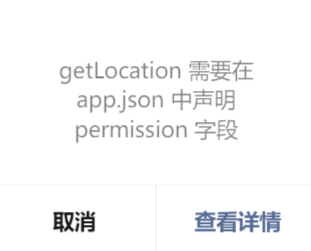 getLocation 需要在
app.json 中声明
permission 字段
取消
查看详情